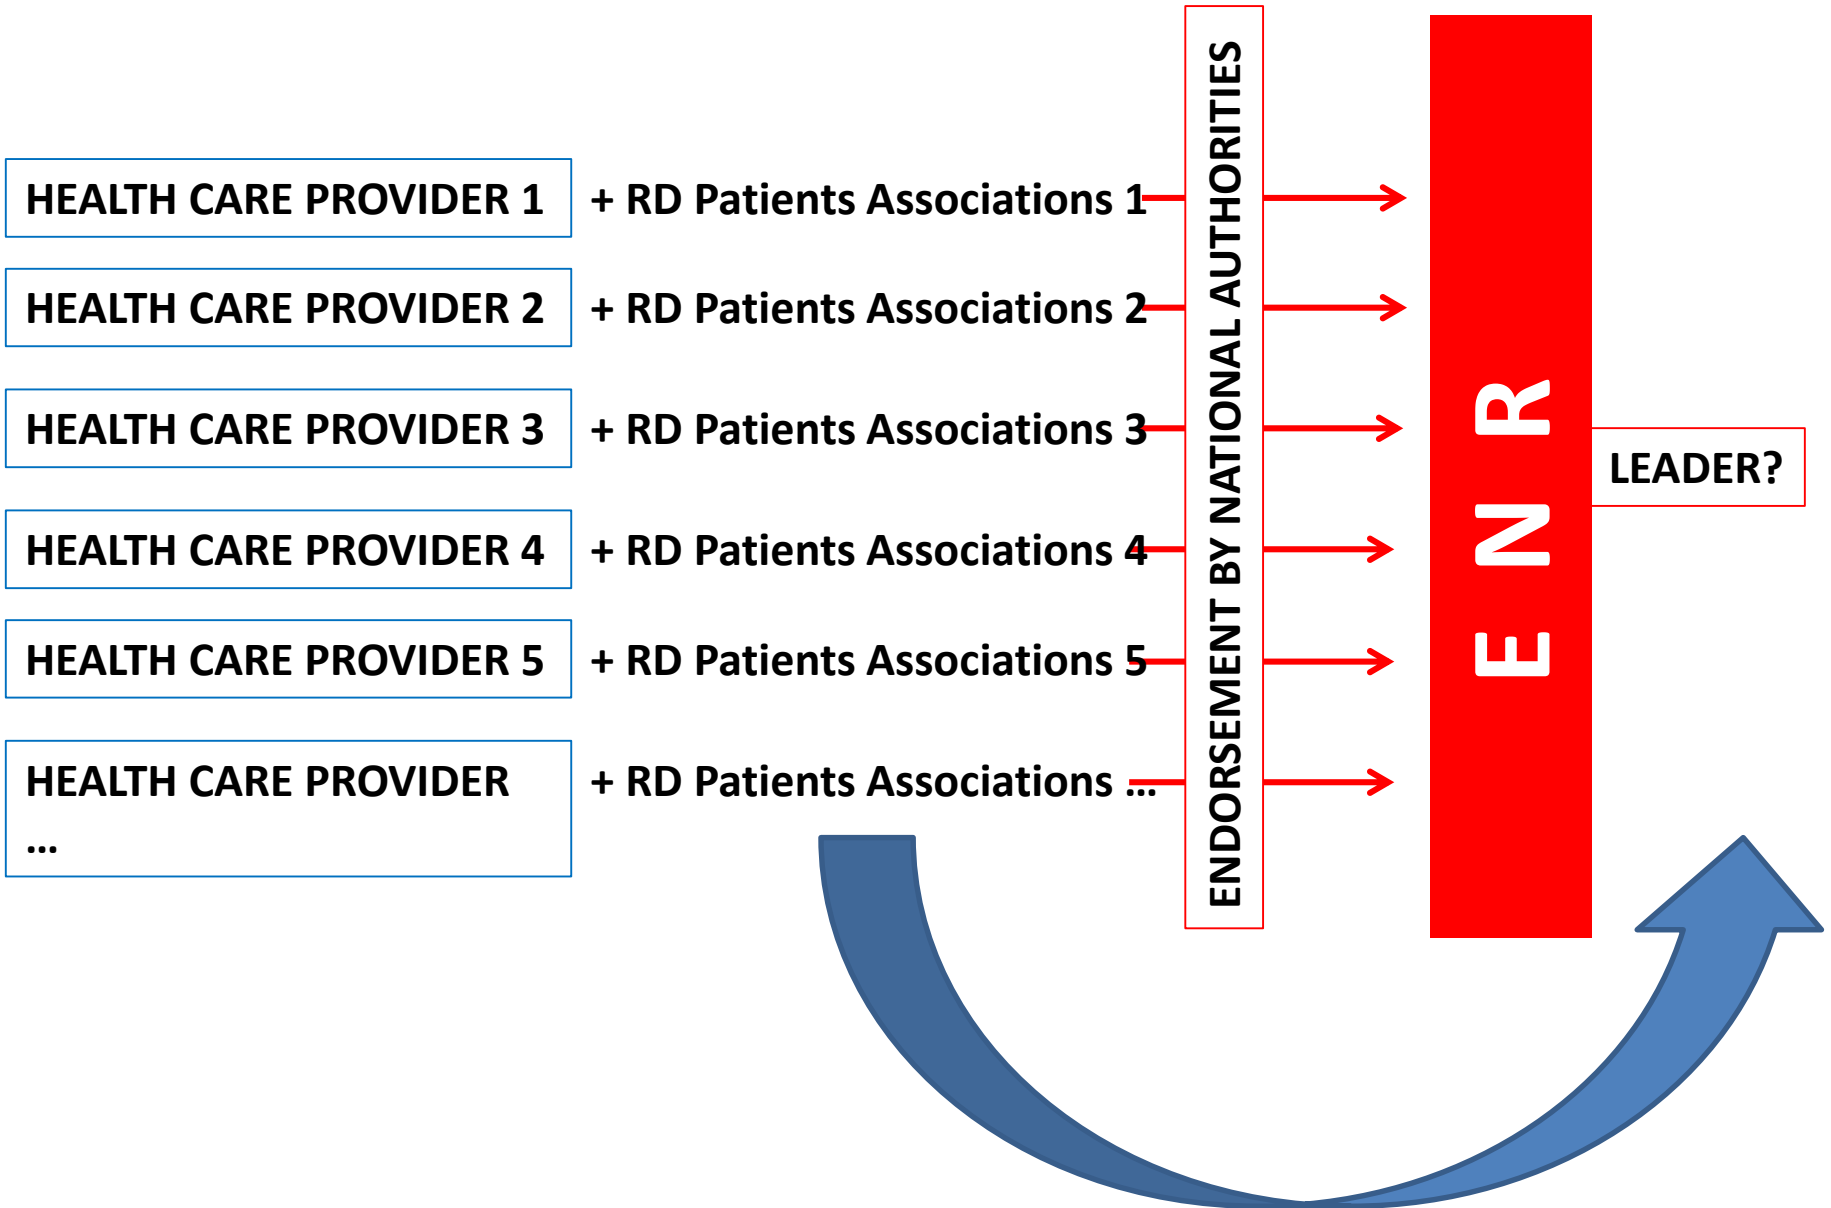 HEALTH CARE PROVIDER 1
+ RD Patients Associations 1
HEALTH CARE PROVIDER 2
+ RD Patients Associations 2
HEALTH CARE PROVIDER 3
+ RD Patients Associations 3
HEALTH CARE PROVIDER 4
+ RD Patients Associations 4
HEALTH CARE PROVIDER 5
+ RD Patients Associations 5
HEALTH CARE PROVIDER
...
+ RD Patients Associations ...
ENDORSEMENT BY NATIONAL AUTHORITIES
E N R
LEADER?